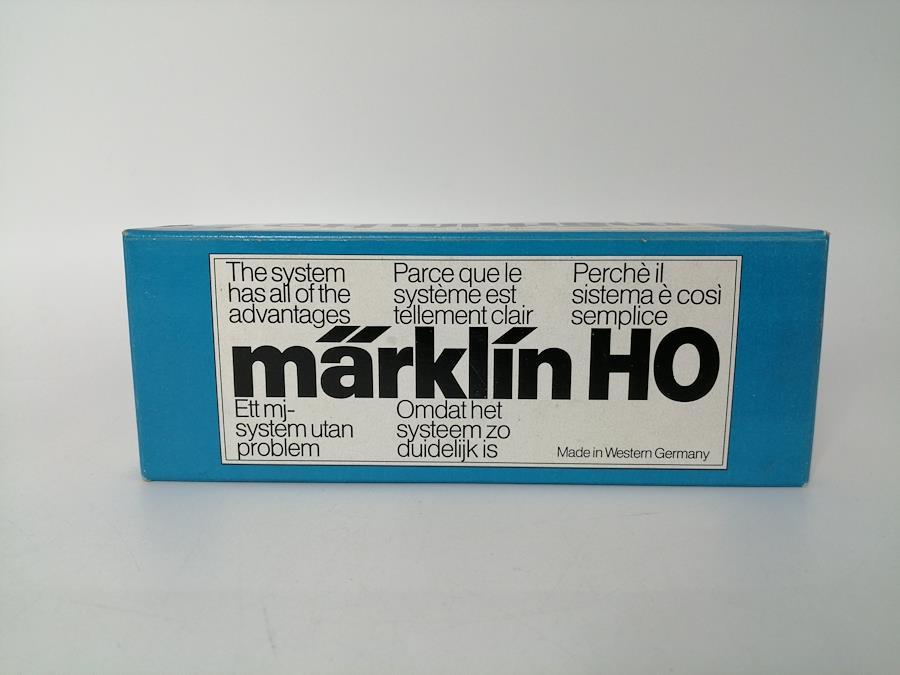 The system
has all of the
advantages
Parce que le
système est
tellement clair
Perchè il
sistema è così
semplice
märklin HO
Ett mj-
system utan
problem
Omdat het
systeem zo
duidelijk is
Made in Western Germany